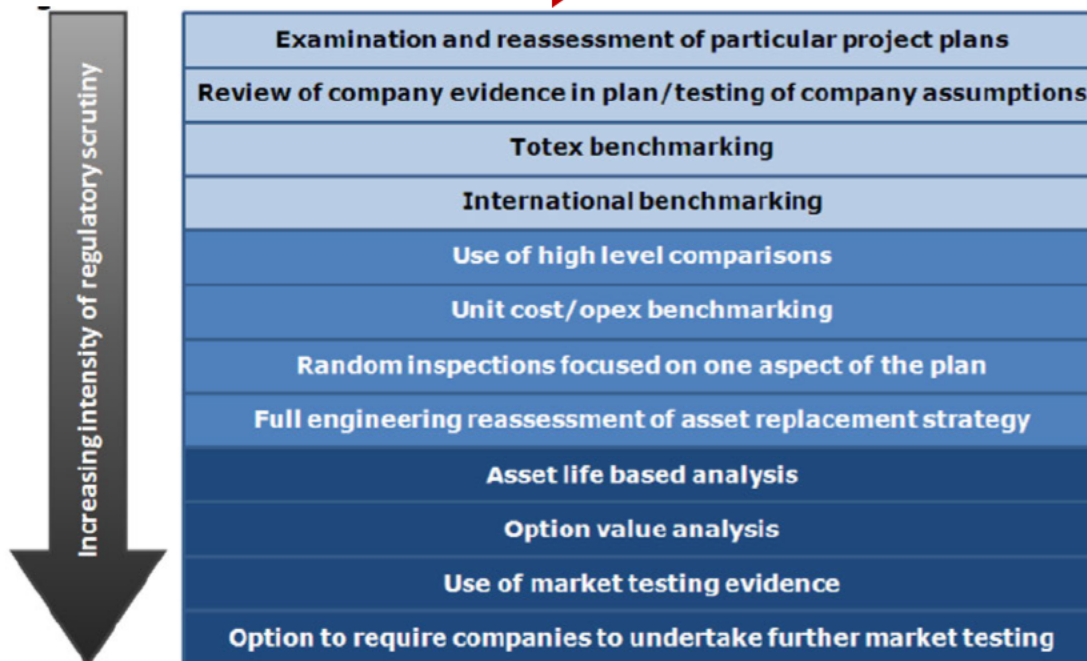 Increasing intensity of regulatory scrutiny
Examination and reassessment of particular project plans
Review of company evidence in plan/testing of company assumptions
Totex benchmarking
International benchmarking
Use of high level comparisons
Unit cost/opex benchmarking
Random inspections focused on one aspect of the plan
Full engineering reassessment of asset replacement strategy
Asset life based analysis
Option value analysis
Use of market testing evidence
Option to require companies to undertake further market testing